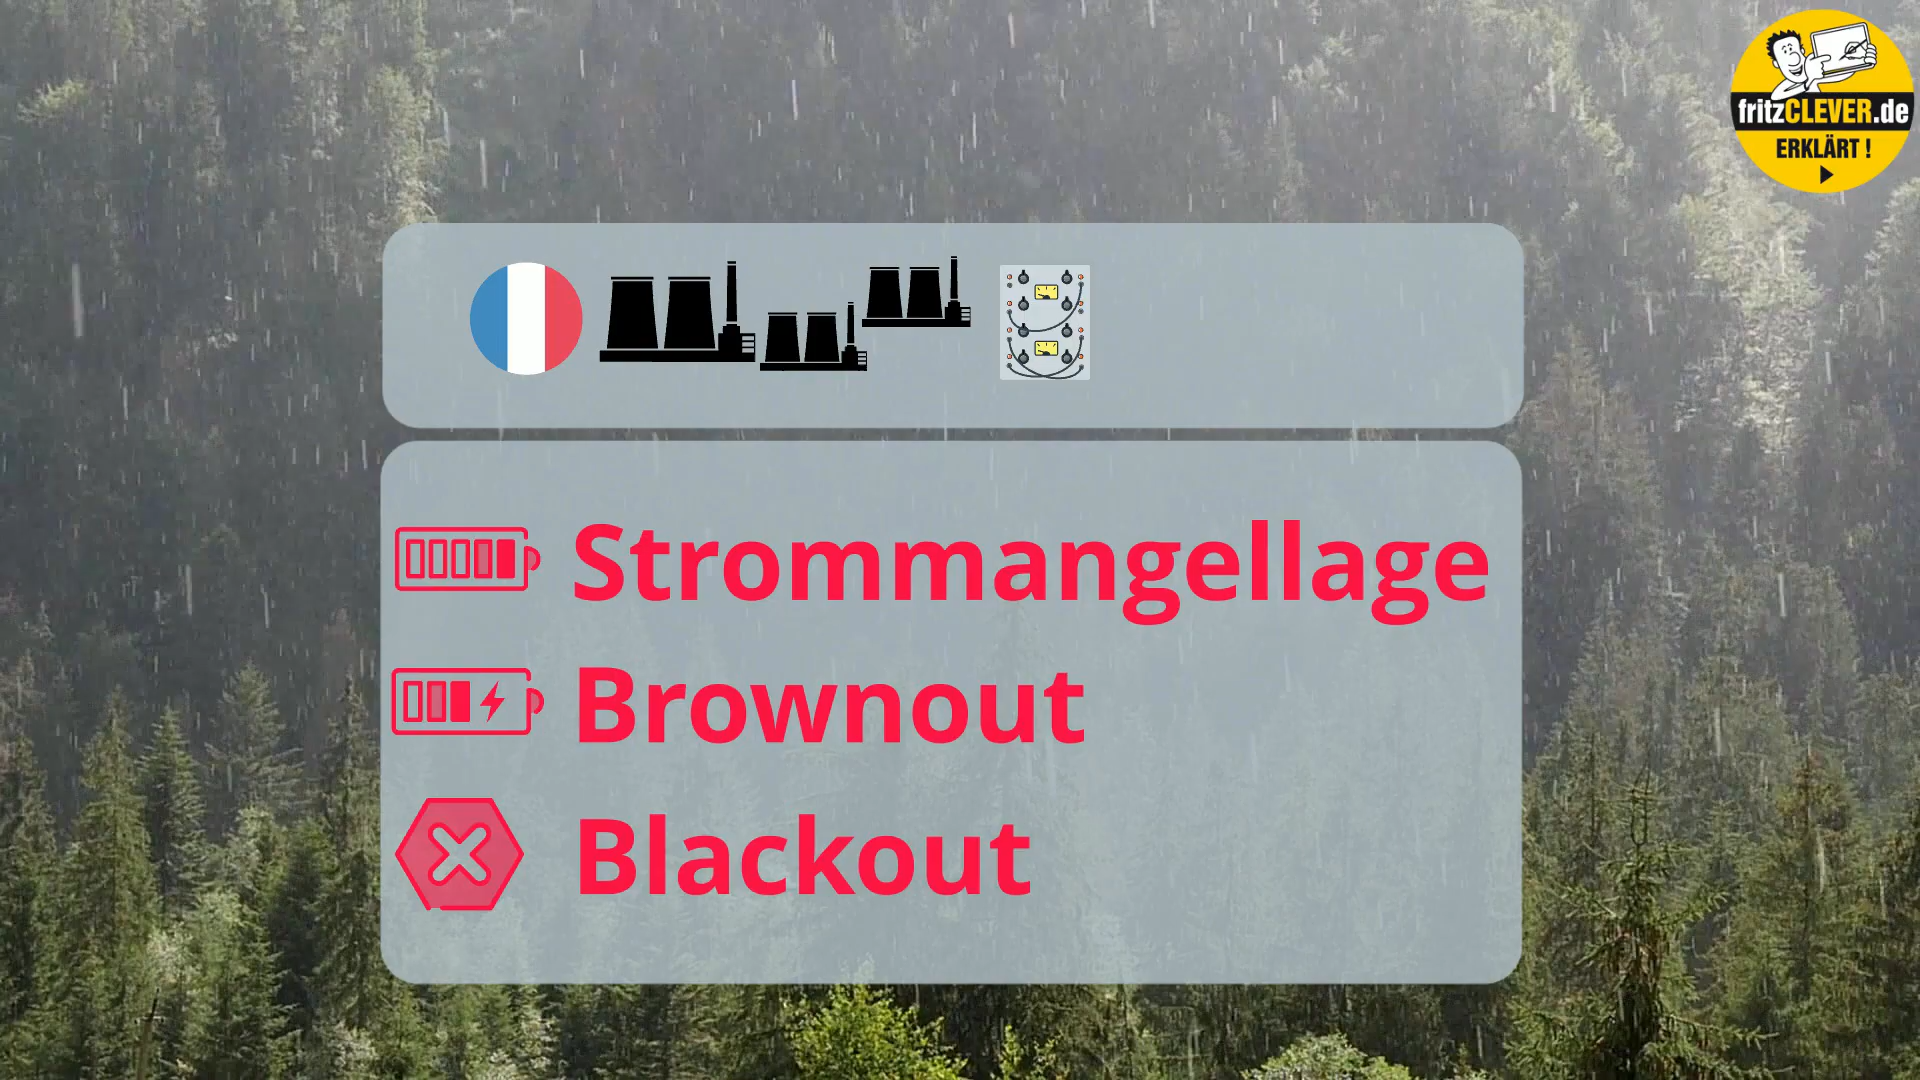 fritzCLEVER.de
ERKLÄRT !
Strommangellage
Brownout
Blackout